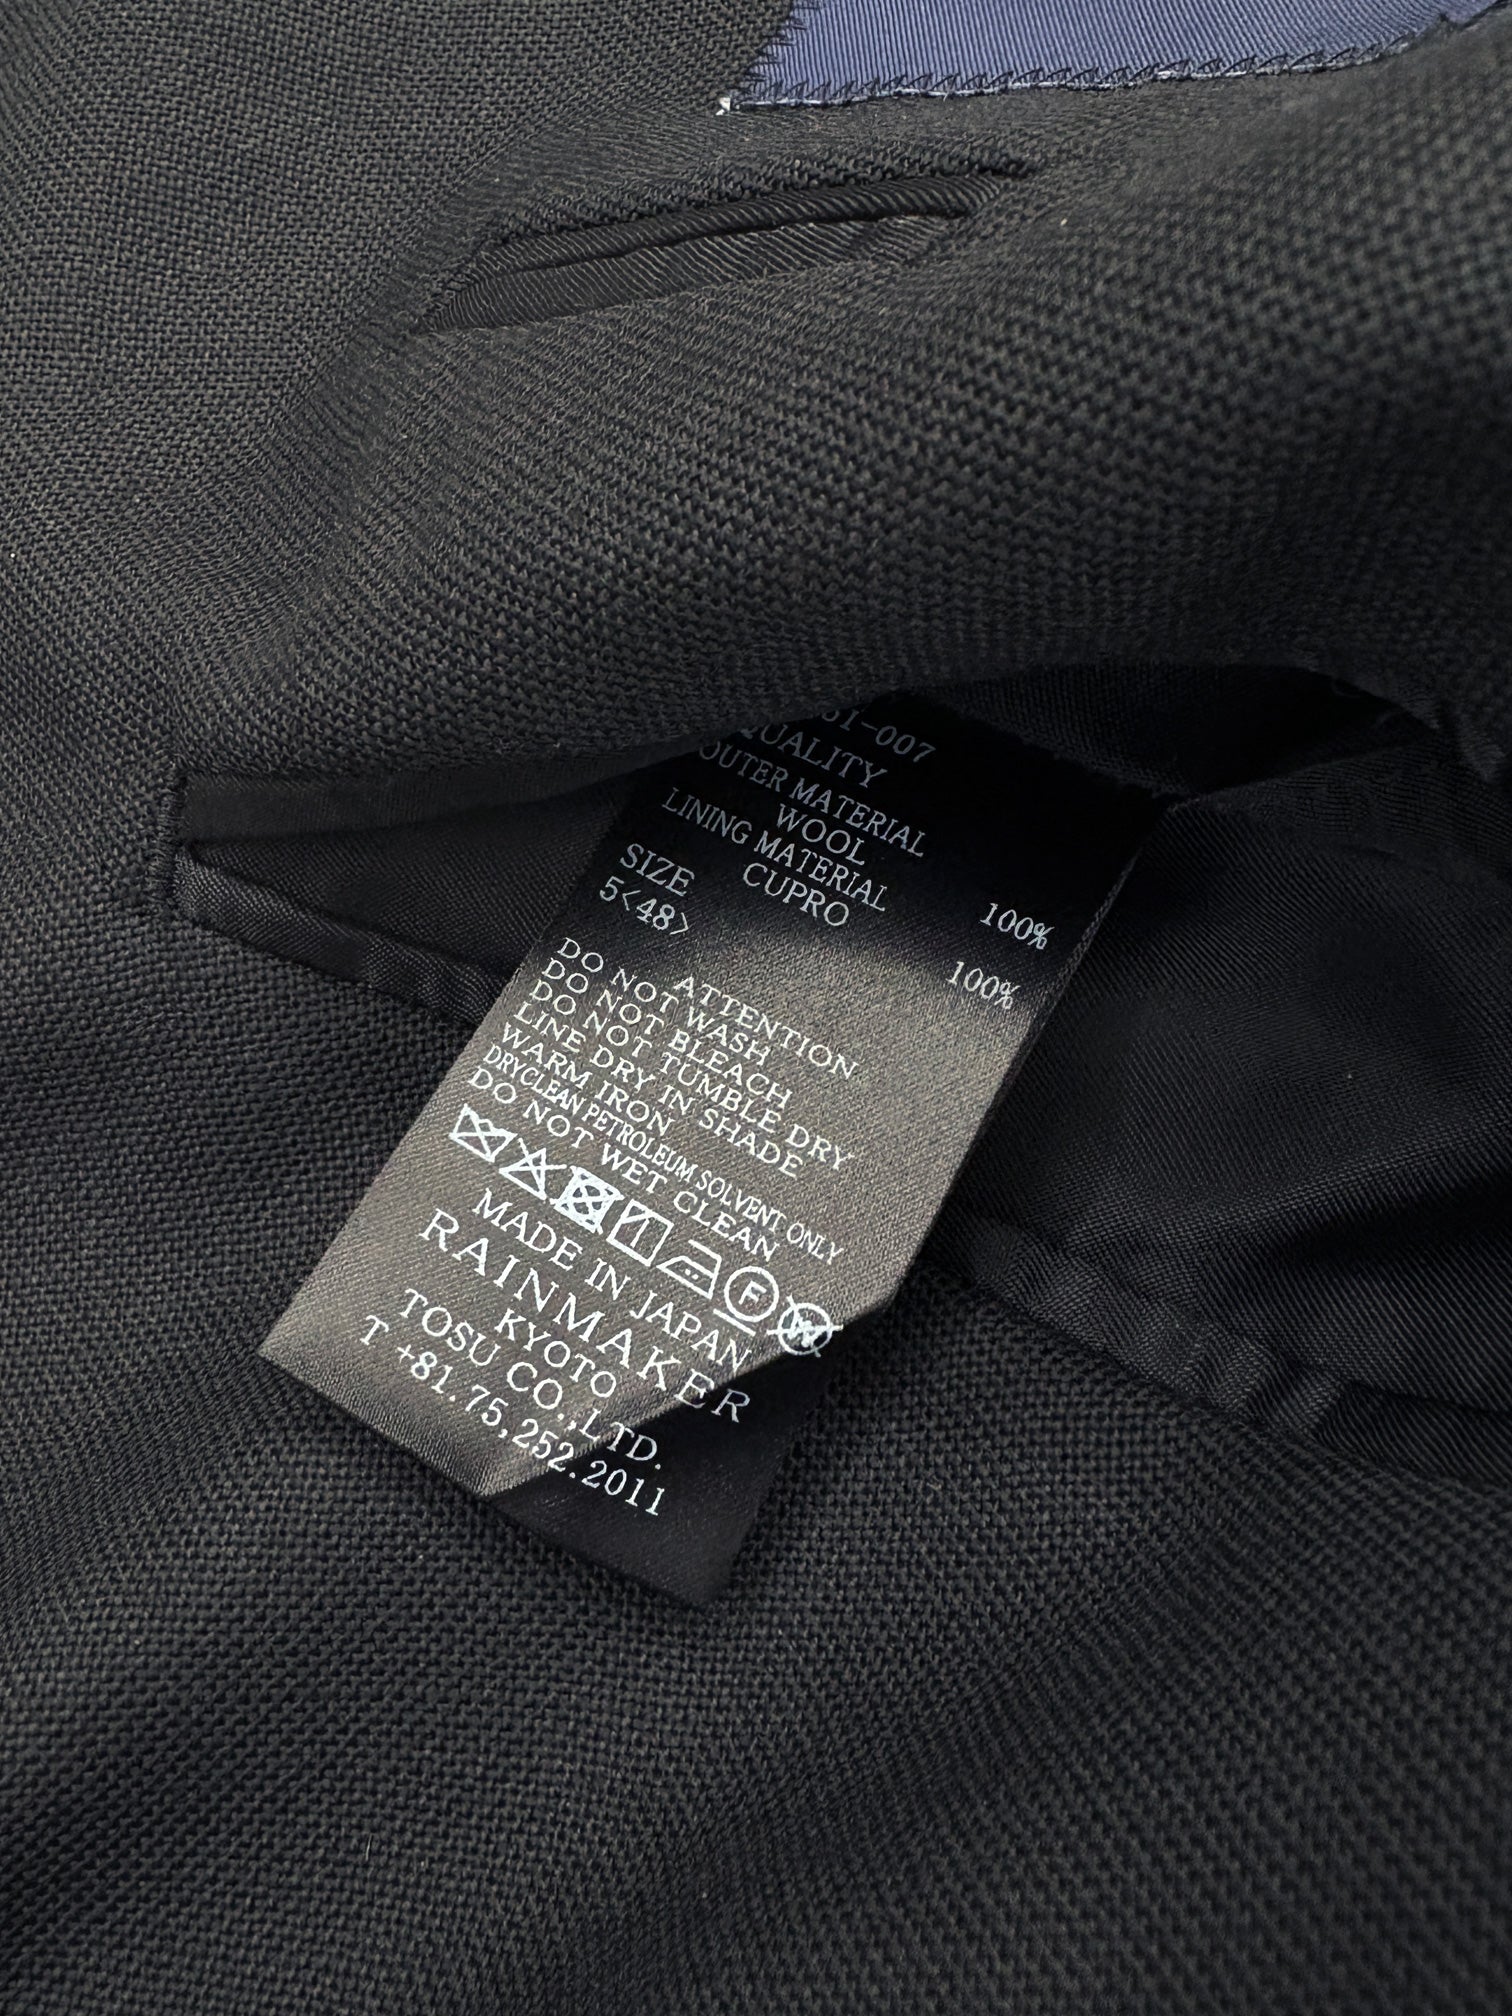 51-007
QUALITY
OUTER MATERIAL
WOOL 100%
LINING MATERIAL
CUPRO 100%
SIZE
5<48>
ATTENTION
DO NOT WASH
DO NOT BLEACH
DO NOT TUMBLE DRY
LINE DRY IN SHADE
WARM IRON
DRYCLEAN PETROLEUM SOLVENT ONLY
DO NOT WET CLEAN
F W
MADE IN JAPAN
RAINMAKER
KYOTO
TOSU CO.,LTD.
T +81.75,252.2011